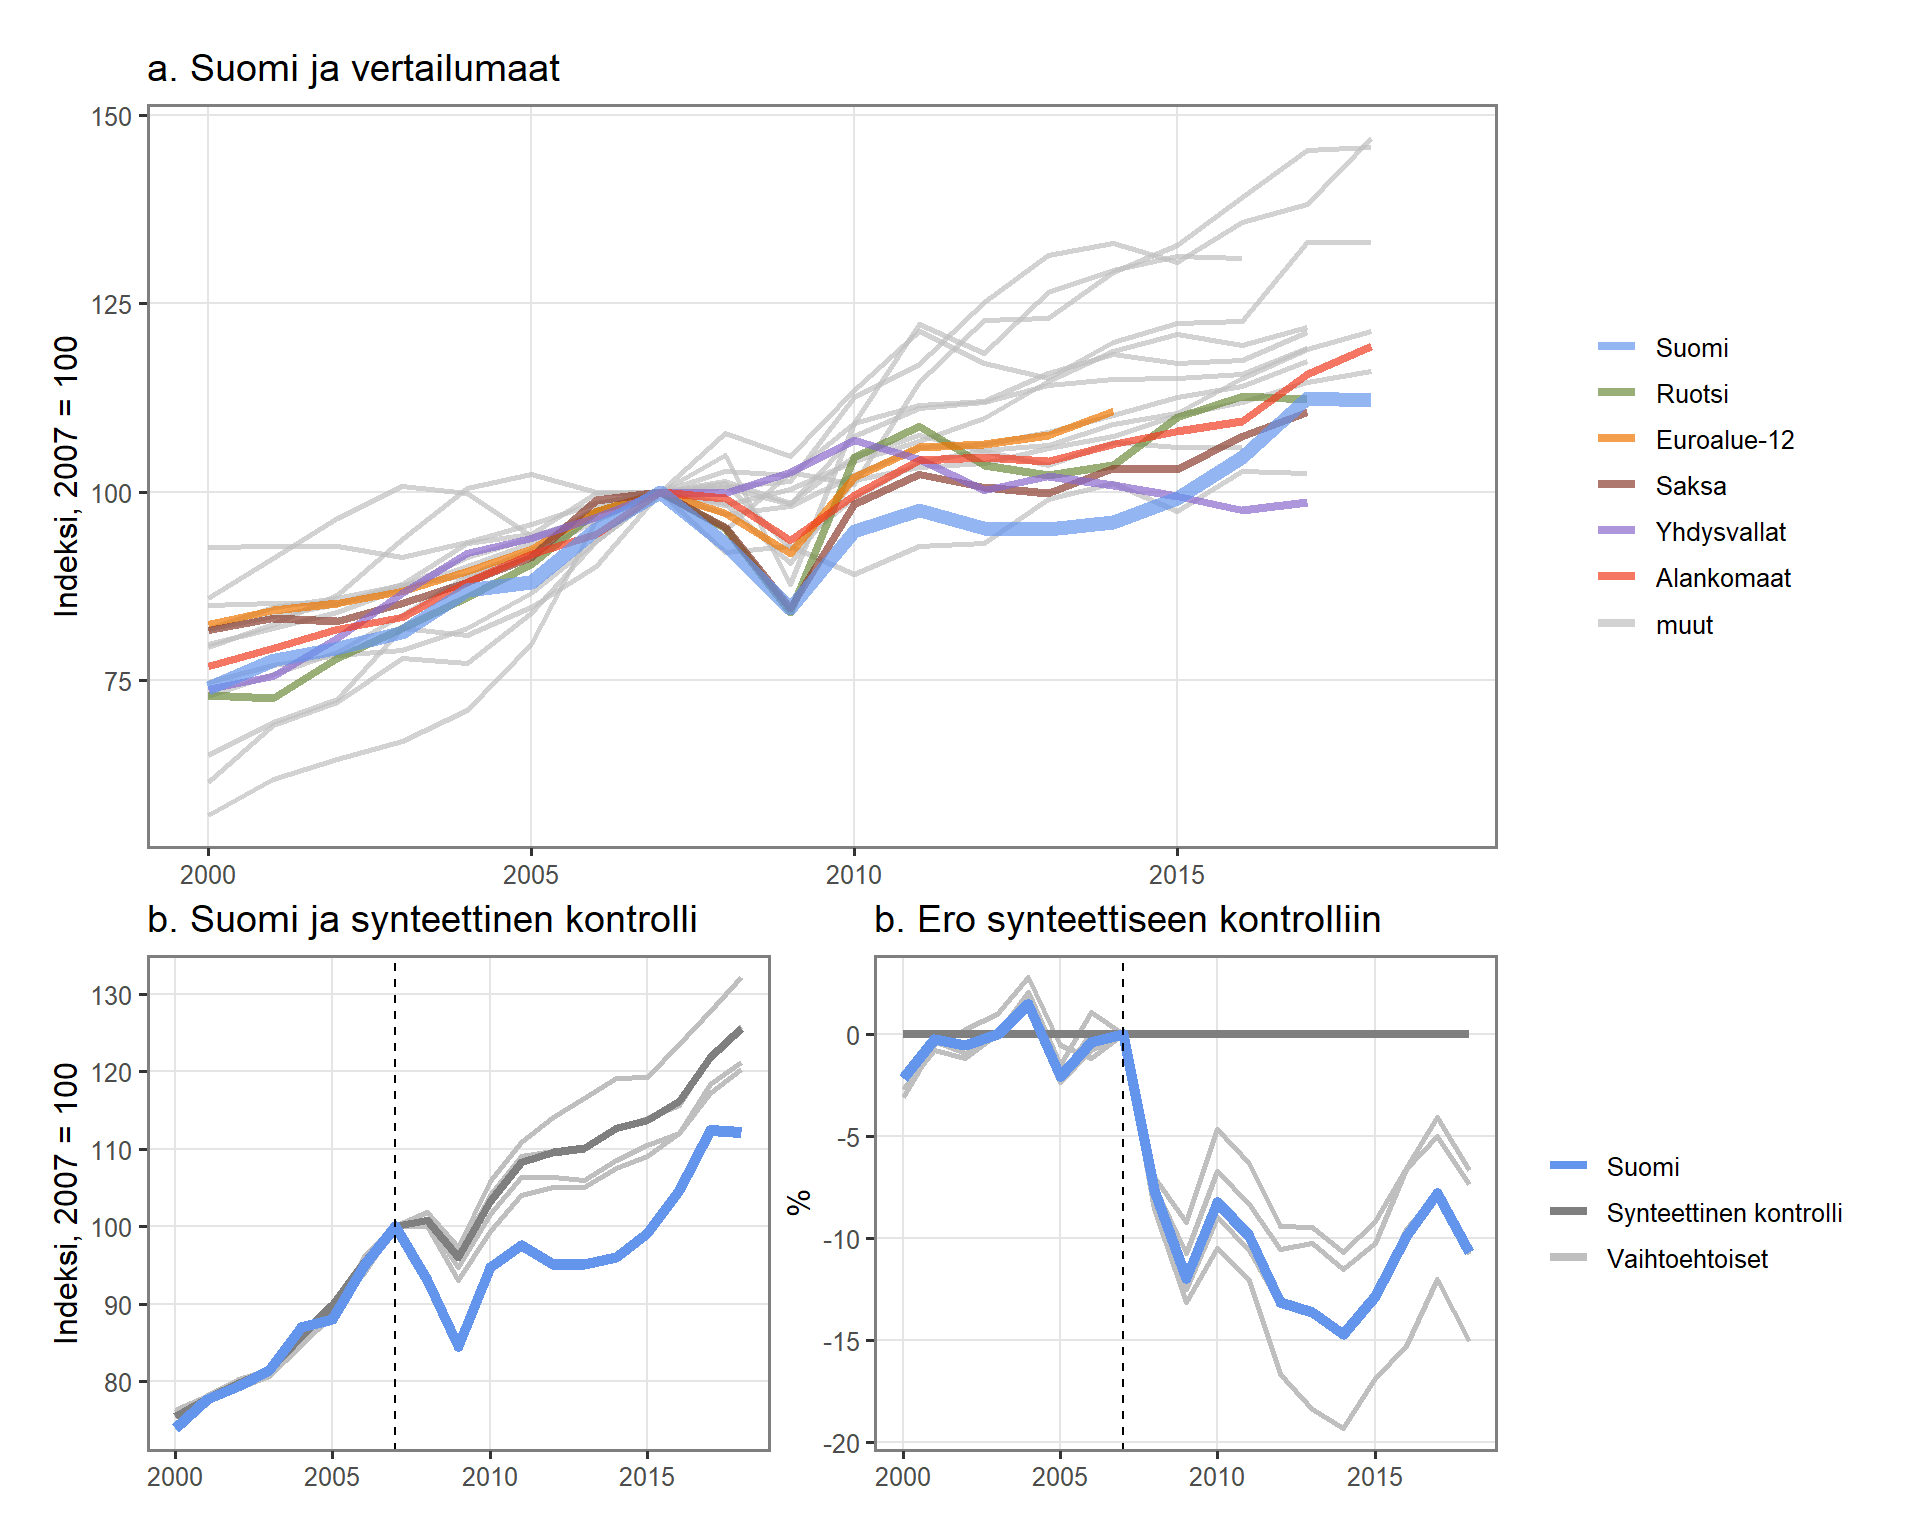 a. Suomi ja vertailumaat
Indeksi, 2007 = 100
150
125
100
75
2000
2005
2010
2015
Suomi
Ruotsi
Euroalue-12
Saksa
Yhdysvallat
Alankomaat
muut
b. Suomi ja synteettinen kontrolli
Indeksi, 2007 = 100
130
120
110
100
90
80
2000
2005
2010
2015
b. Ero synteettiseen kontrolliin
%
0
-5
-10
-15
-20
2000
2005
2010
2015
Suomi
Synteettinen kontrolli
Vaihtoehtoiset